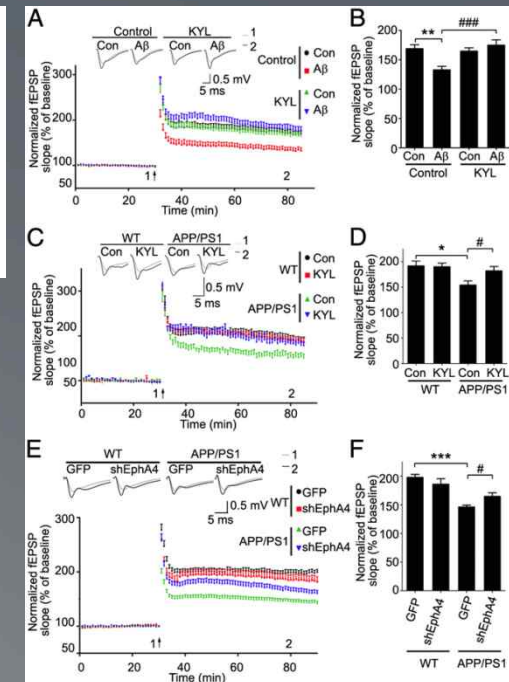 A
Control KYL
Con Aβ Con Aβ
1
2
0.5 mV
5 ms
Control
Con
Aβ
KYL
Con
Aβ
Normalized fEPSP
slope (% of baseline)
300
200
100
50
1
2
0 20 40 60 80
Time (min)
B
** ###
Normalized fEPSP
slope (% of baseline)
200
150
100
50
0
Con Aβ Con Aβ
Control KYL
C
WT APP/PS1
Con KYL Con KYL
1
2
0.5 mV
5 ms
WT
Con
KYL
APP/PS1
Con
KYL
Normalized fEPSP
slope (% of baseline)
300
200
100
50
1
2
0 20 40 60 80
Time (min)
D
* #
Normalized fEPSP
slope (% of baseline)
200
150
100
50
0
Con KYL Con KYL
WT APP/PS1
E
WT APP/PS1
GFP shEphA4 GFP shEphA4
1
2
0.5 mV
5 ms
WT
GFP
shEphA4
APP/PS1
GFP
shEphA4
Normalized fEPSP
slope (% of baseline)
300
200
100
50
1
2
0 20 40 60 80
Time (min)
F
*** #
Normalized fEPSP
slope (% of baseline)
200
150
100
50
0
GFP shEphA4 GFP shEphA4
WT APP/PS1